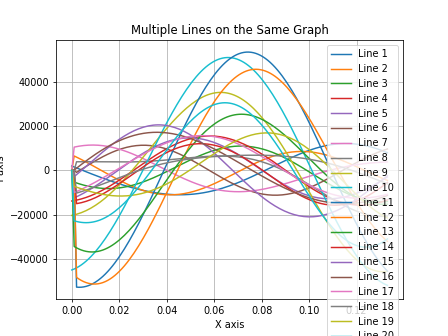 Multiple Lines on the Same Graph
40000
20000
0
−20000
−40000
0.00
0.02
0.04
0.06
0.08
0.10
X axis
Line 1
Line 2
Line 3
Line 4
Line 5
Line 6
Line 7
Line 8
Line 9
Line 10
Line 11
Line 12
Line 13
Line 14
Line 15
Line 16
Line 17
Line 18
Line 19
Line 20